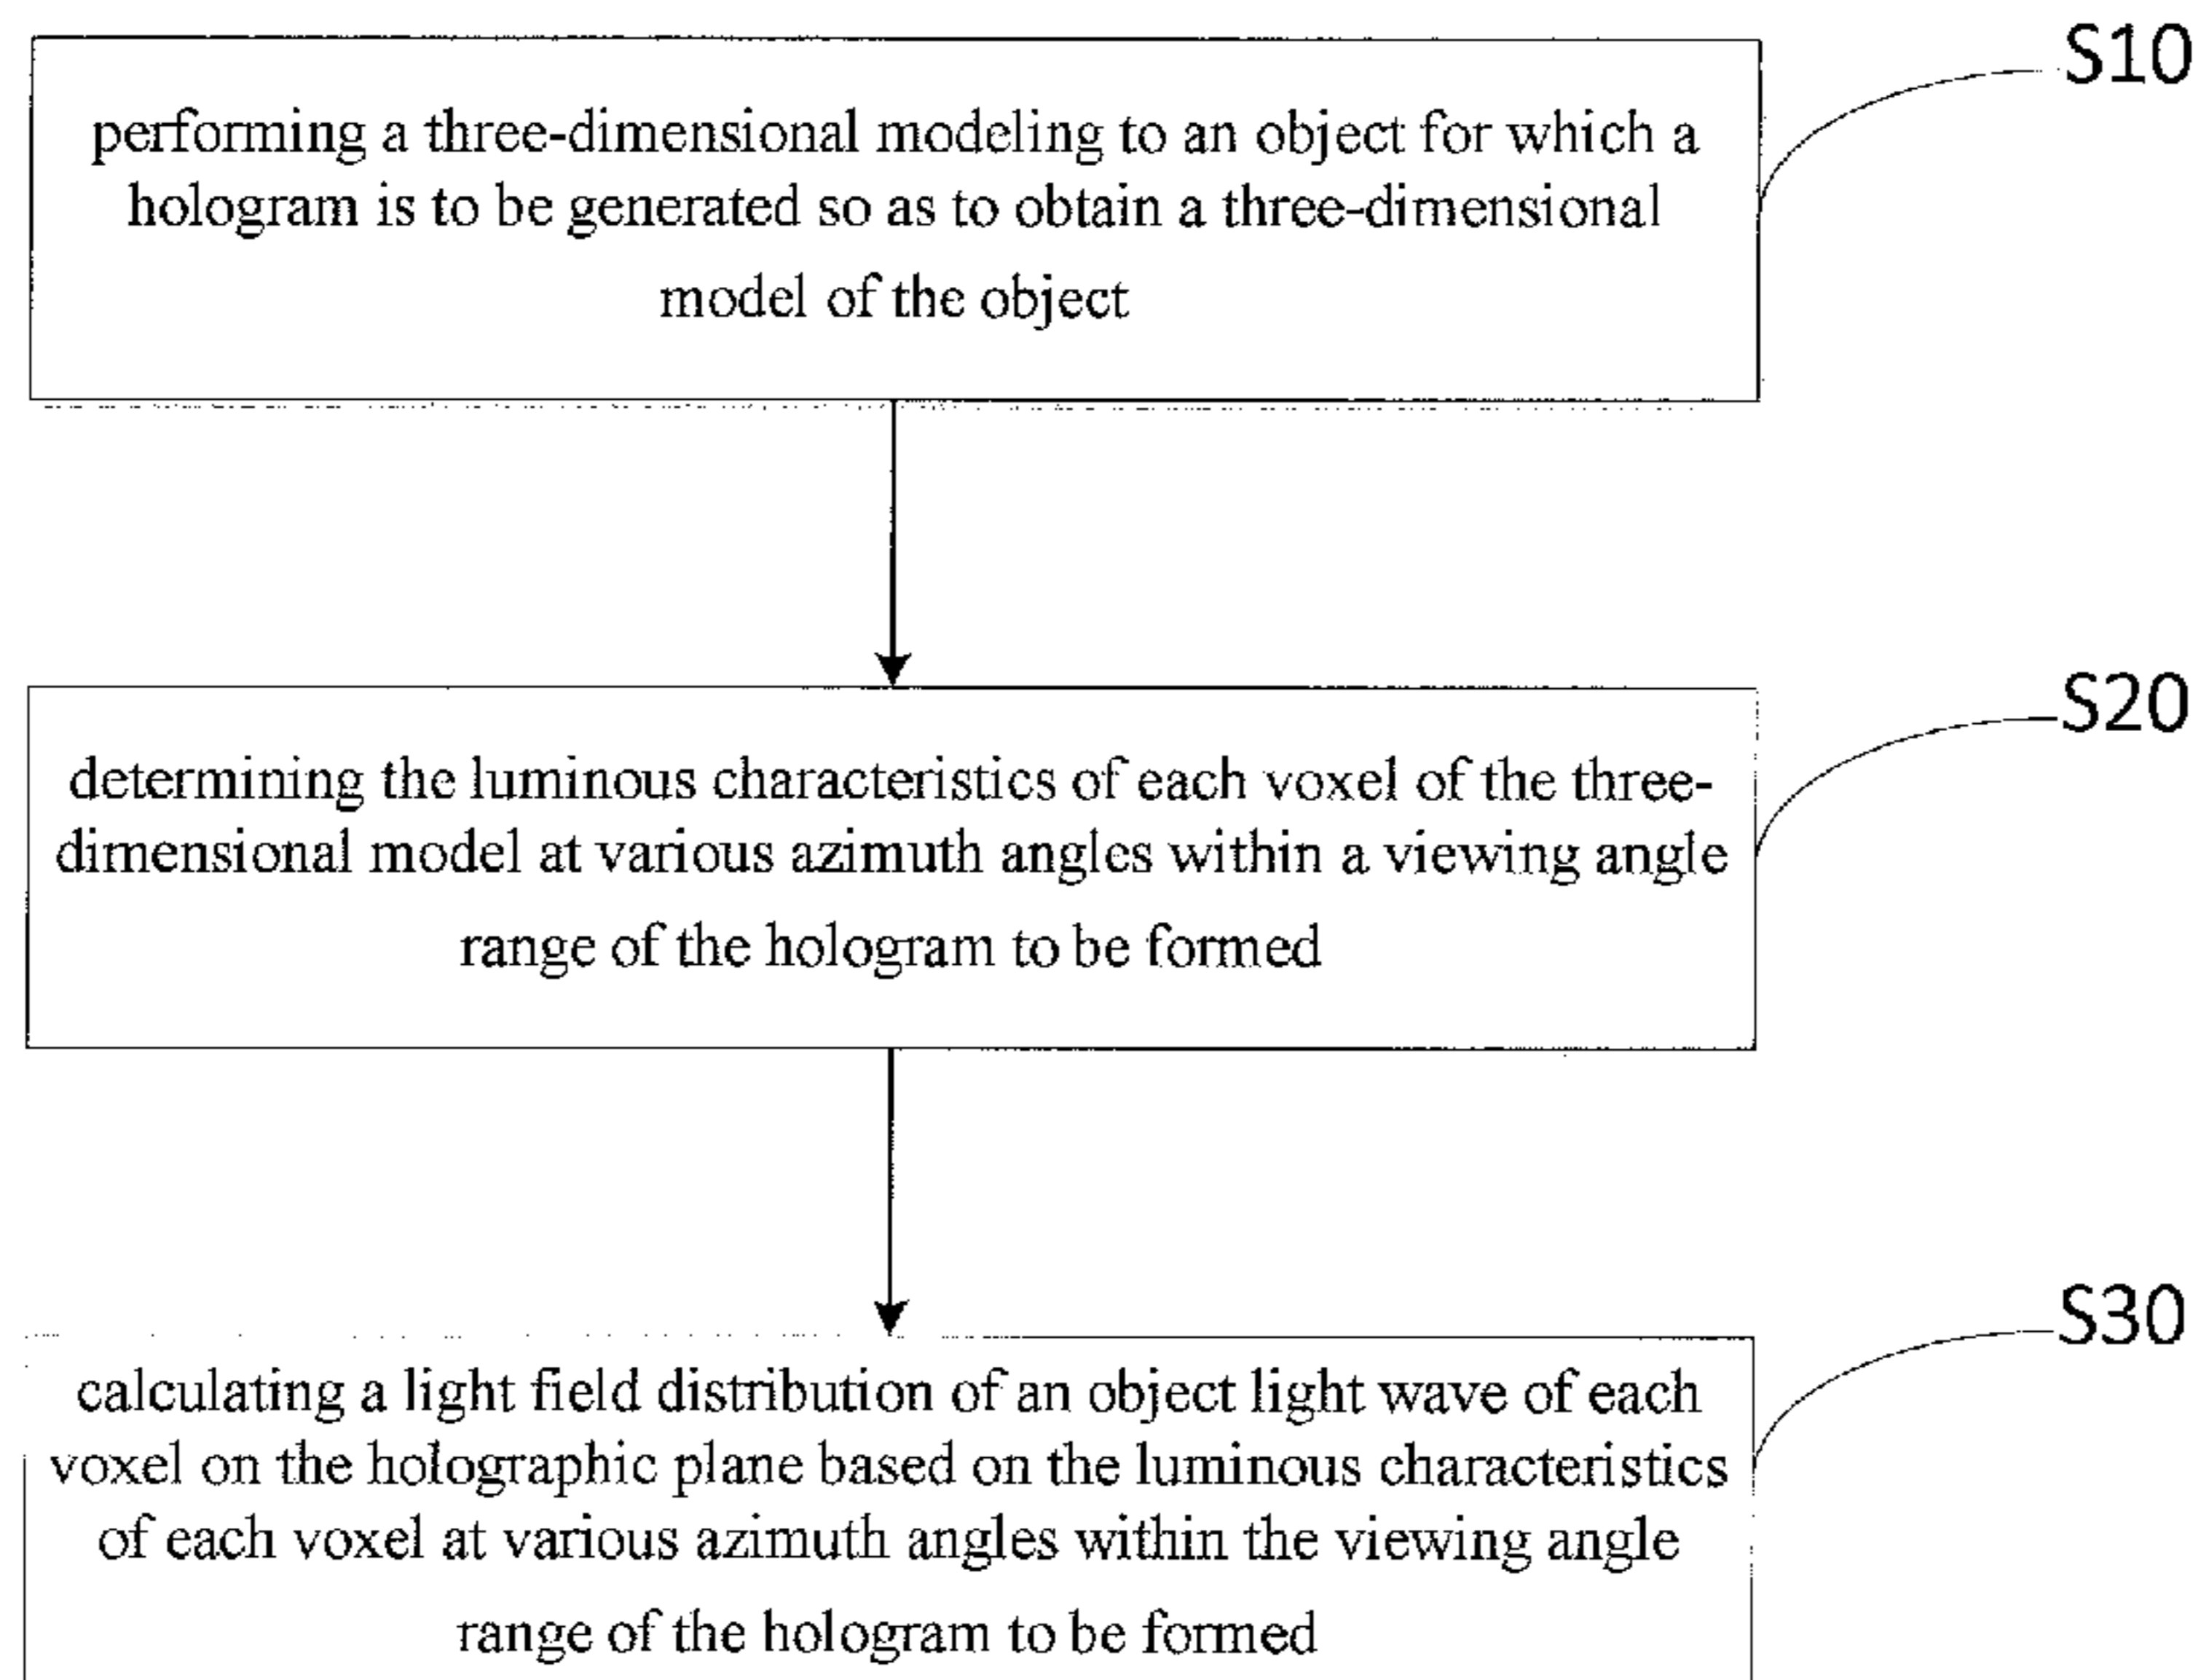 S10
performing a three-dimensional modeling to an object for which a
hologram is to be generated so as to obtain a three-dimensional
model of the object
S20
determining the luminous characteristics of each voxel of the three-
dimensional model at various azimuth angles within a viewing angle
range of the hologram to be formed
S30
calculating a light field distribution of an object light wave of each
voxel on the holographic plane based on the luminous characteristics
of each voxel at various azimuth angles within the viewing angle
range of the hologram to be formed